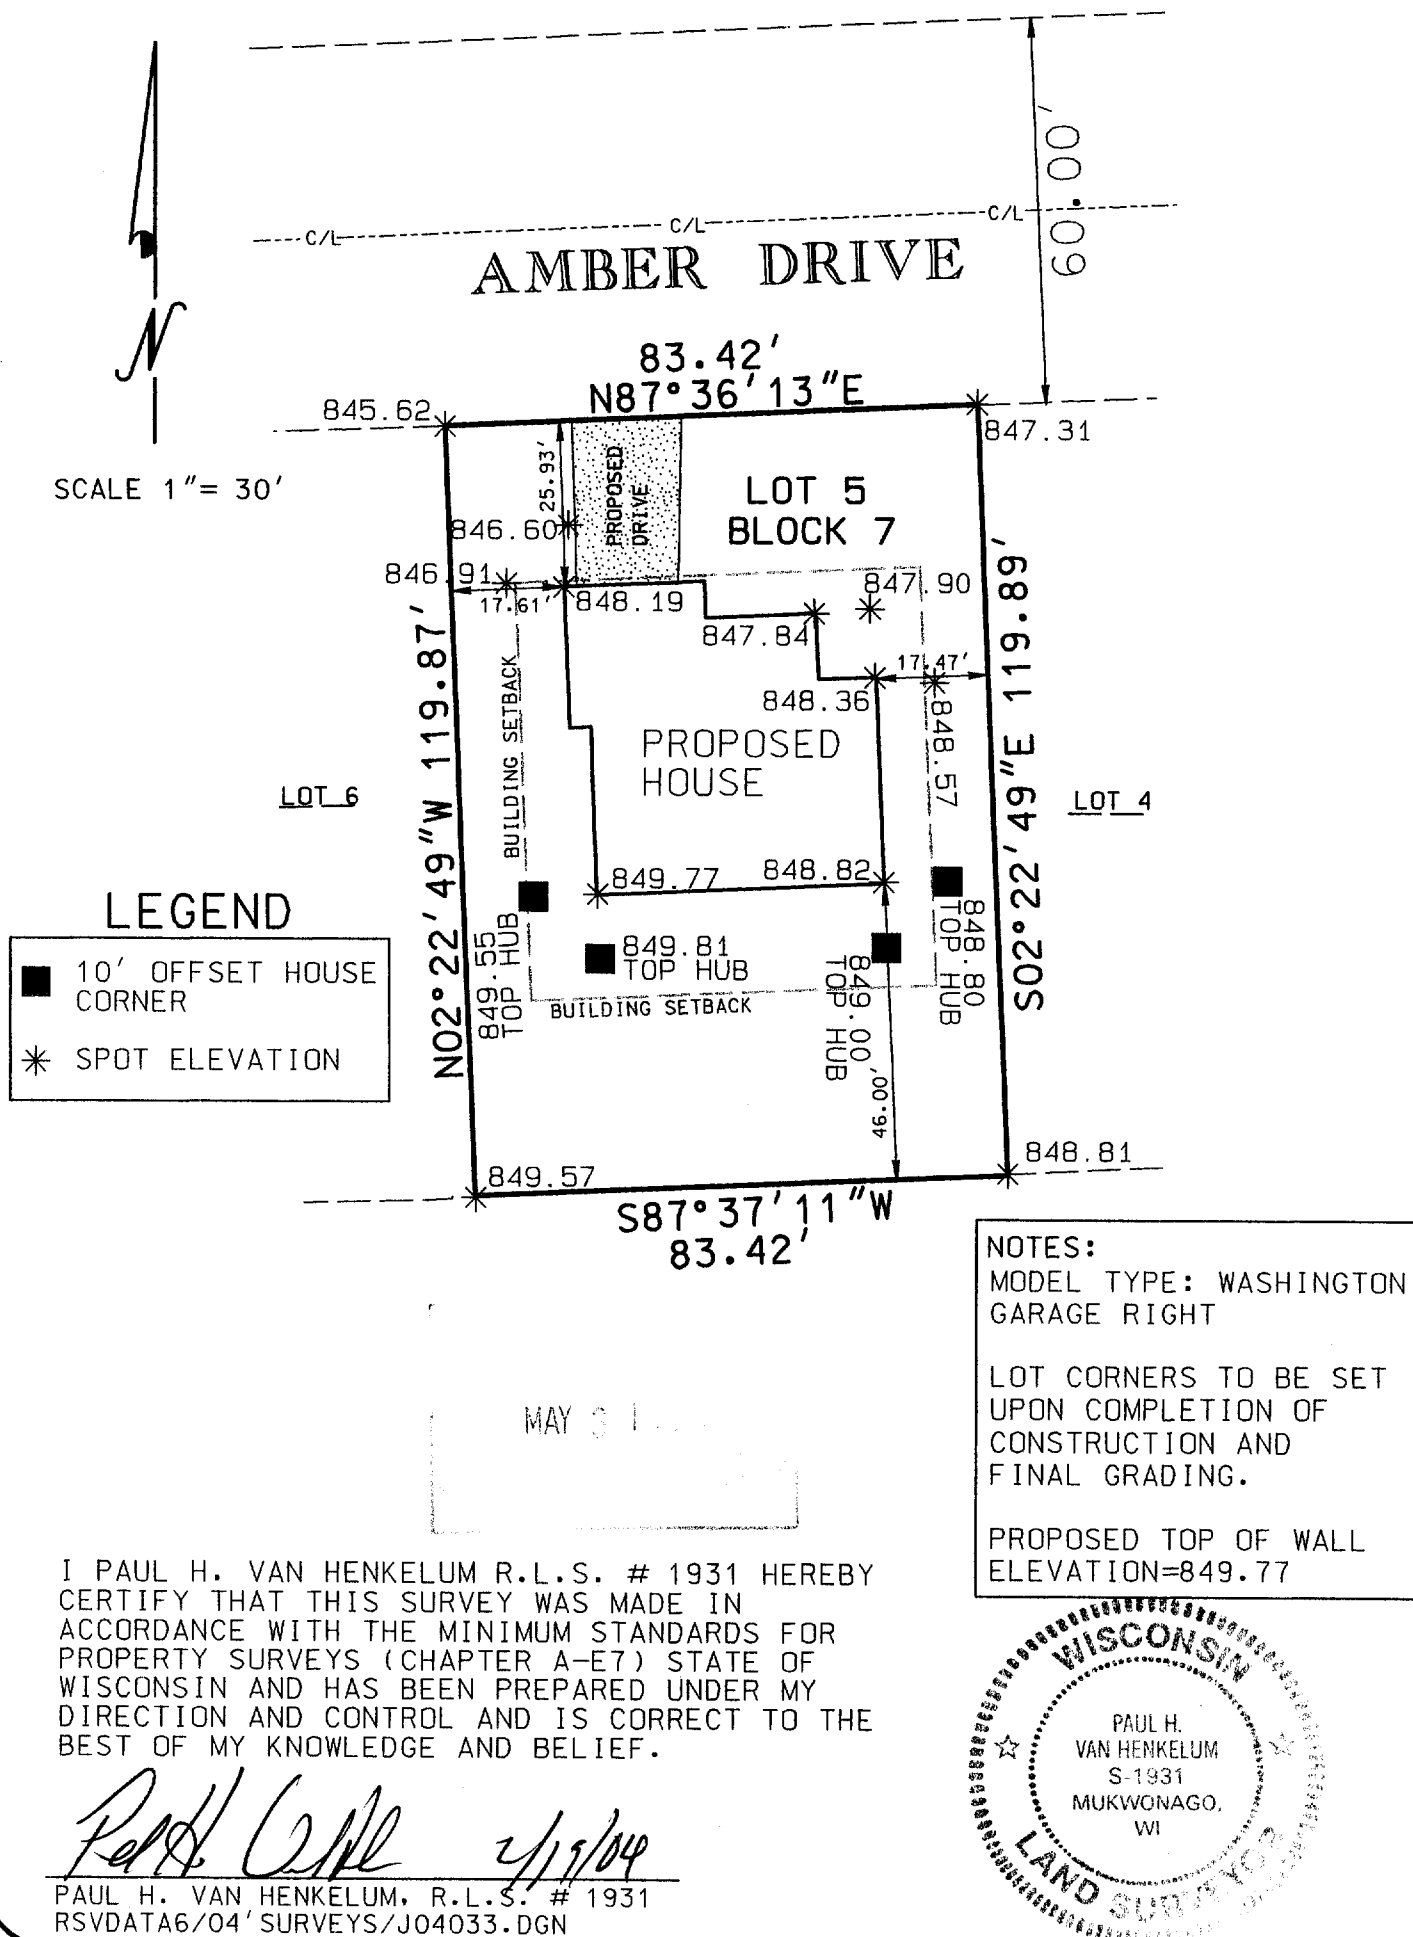 60.00'
C/L C/L C/L
AMBER DRIVE
N
83.42'
N87°36'13"E
845.62
847.31
SCALE 1"= 30'
25.93'
PROPOSED
DRIVE
LOT 5
BLOCK 7
846.60
846.91
17.61'
848.19
847.90
847.84
17.47'
848.36
848.57
N02°22'49"W 119.87'
S02°22'49"E 119.89'
BUILDING SETBACK
PROPOSED
HOUSE
LOT 6
LOT 4
849.77
848.82
LEGEND
10' OFFSET HOUSE
CORNER
SPOT ELEVATION
849.55
TOP HUB
849.81
TOP HUB
849.00
TOP HUB
848.80
TOP HUB
BUILDING SETBACK
46.00'
849.57
848.81
S87°37'11"W
83.42'
NOTES:
MODEL TYPE: WASHINGTON
GARAGE RIGHT
LOT CORNERS TO BE SET
UPON COMPLETION OF
CONSTRUCTION AND
FINAL GRADING.
PROPOSED TOP OF WALL
ELEVATION=849.77
MAY 31
I PAUL H. VAN HENKELUM R.L.S. # 1931 HEREBY
CERTIFY THAT THIS SURVEY WAS MADE IN
ACCORDANCE WITH THE MINIMUM STANDARDS FOR
PROPERTY SURVEYS (CHAPTER A-E7) STATE OF
WISCONSIN AND HAS BEEN PREPARED UNDER MY
DIRECTION AND CONTROL AND IS CORRECT TO THE
BEST OF MY KNOWLEDGE AND BELIEF.
2/19/04
PAUL H. VAN HENKELUM, R.L.S. # 1931
RSVDATA6/04'SURVEYS/J04033.DGN
WISCONSIN
PAUL H.
VAN HENKELUM
S-1931
MUKWONAGO,
WI
LAND SURVEYOR